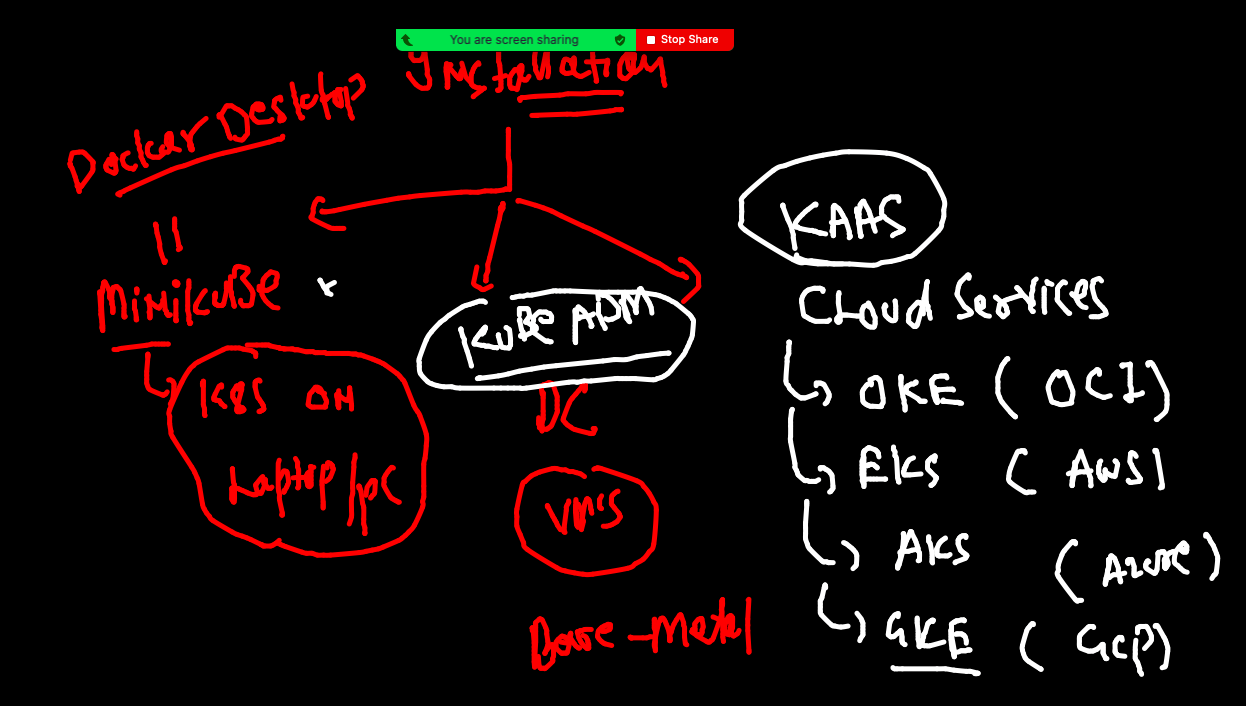 You are screen sharing Stop Share
Installation
Docker Desktop
Minikube
K8S on
Laptop/pc
KUBE ADM
DC
VM'S
Bare-Metal
KAAS
Cloud Services
OKE (OCI)
EKS (AWS)
AKS (Azure)
GKE (GCP)